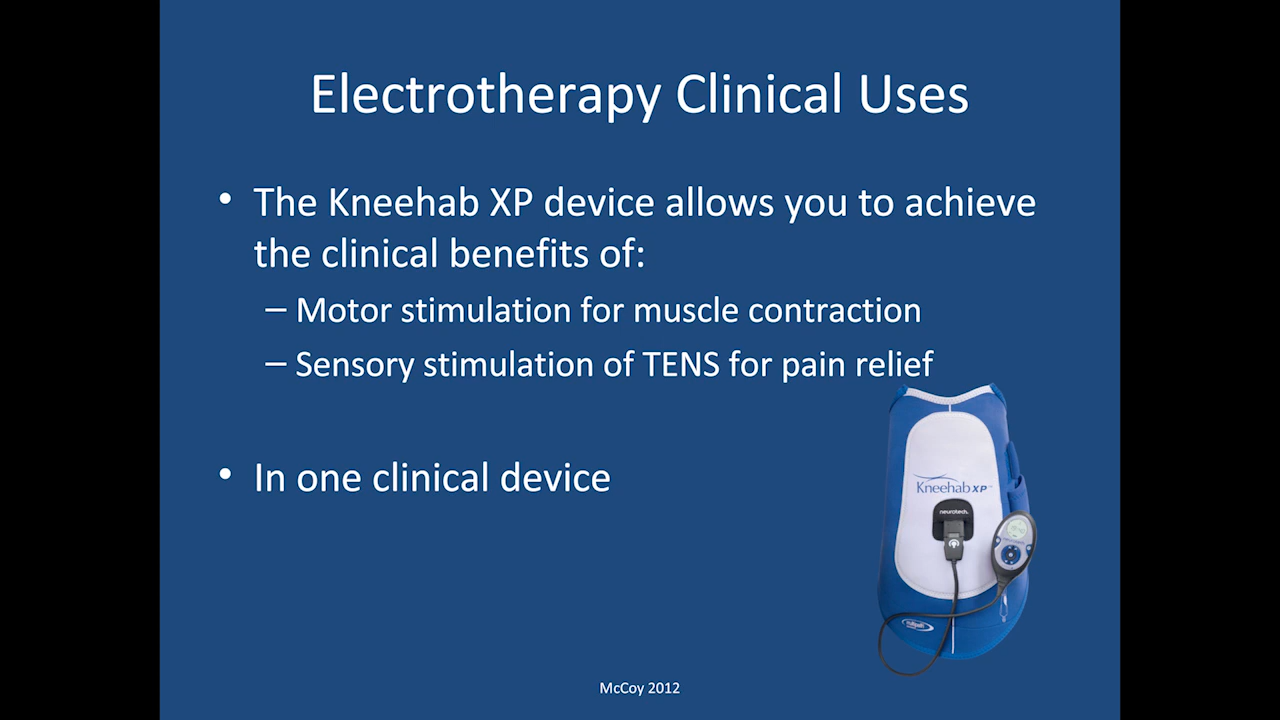 Electrotherapy Clinical Uses
• The Kneehab XP device allows you to achieve
the clinical benefits of:
– Motor stimulation for muscle contraction
– Sensory stimulation of TENS for pain relief
• In one clinical device
Kneehab XP™
neurotech.
McCoy 2012